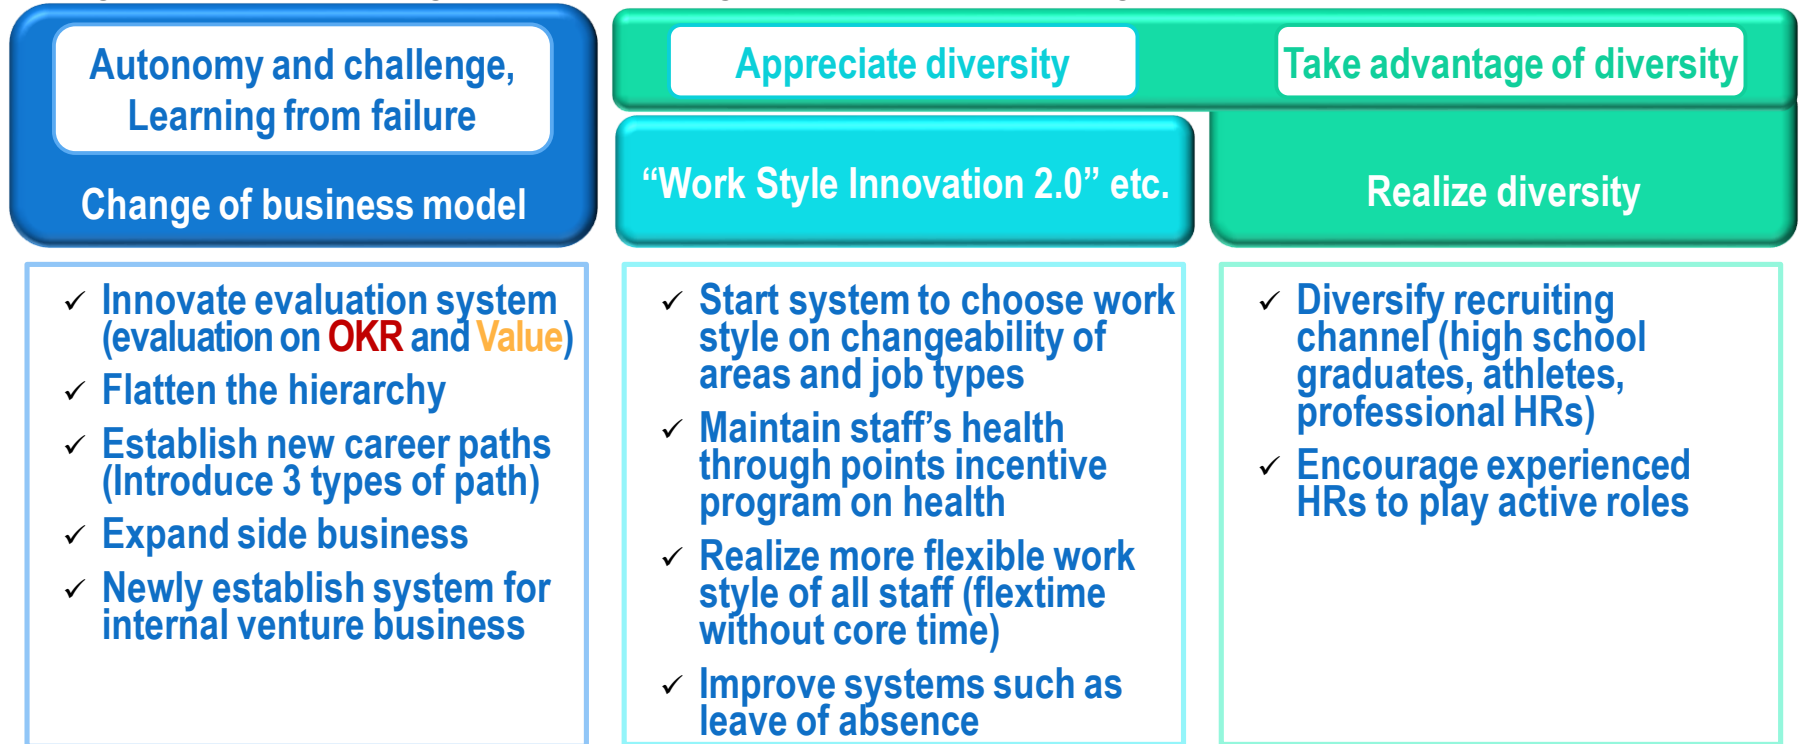 Autonomy and challenge,
Learning from failure
Change of business model
Appreciate diversity
Take advantage of diversity
“Work Style Innovation 2.0” etc.
Realize diversity
✓ Innovate evaluation system
(evaluation on OKR and Value)
✓ Flatten the hierarchy
✓ Establish new career paths
(Introduce 3 types of path)
✓ Expand side business
✓ Newly establish system for
internal venture business
✓ Start system to choose work
style on changeability of
areas and job types
✓ Maintain staff’s health
through points incentive
program on health
✓ Realize more flexible work
style of all staff (flextime
without core time)
✓ Improve systems such as
leave of absence
✓ Diversify recruiting
channel (high school
graduates, athletes,
professional HRs)
✓ Encourage experienced
HRs to play active roles